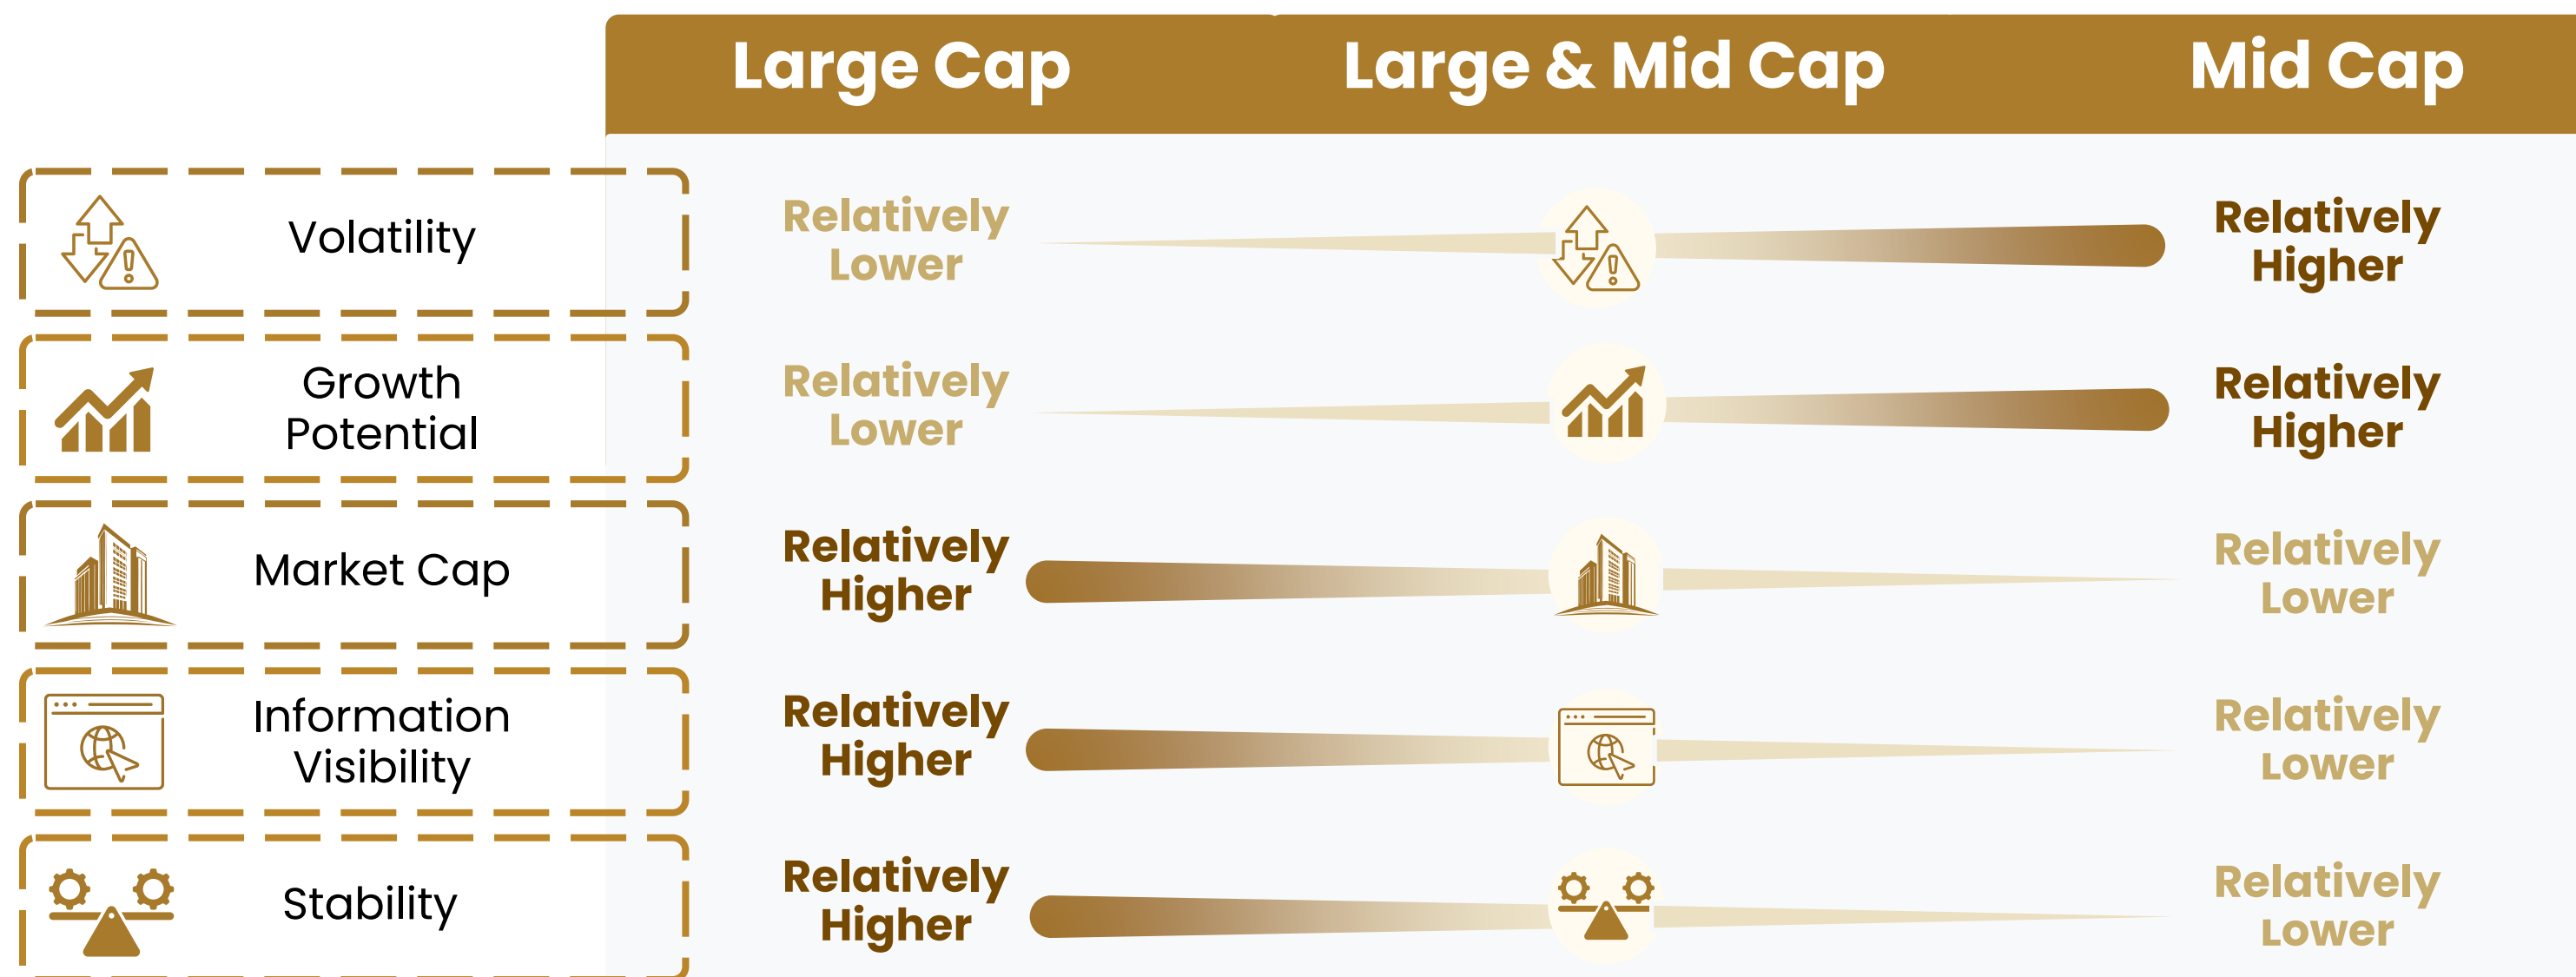 Large Cap
Large & Mid Cap
Mid Cap
Volatility
Relatively
Lower
Relatively
Higher
Growth
Potential
Relatively
Lower
Relatively
Higher
Market Cap
Relatively
Higher
Relatively
Lower
Information
Visibility
Relatively
Higher
Relatively
Lower
Stability
Relatively
Higher
Relatively
Lower